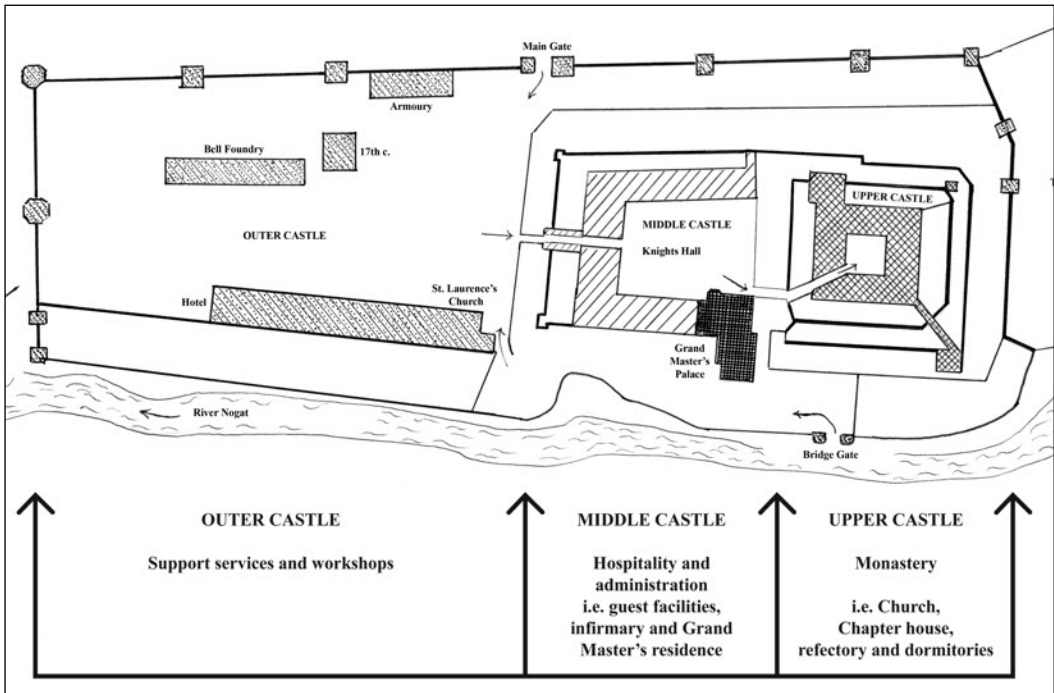 Main Gate
Armoury
Bell Foundry
17th c.
UPPER CASTLE
OUTER CASTLE
MIDDLE CASTLE
Knights Hall
St. Laurence's
Church
Hotel
Grand
Master's
Palace
River Nogat
Bridge Gate
OUTER CASTLE
Support services and workshops
MIDDLE CASTLE
Hospitality and
administration
i.e. guest facilities,
infirmary and Grand
Master's residence
UPPER CASTLE
Monastery
i.e. Church,
Chapter house,
refectory and dormitories